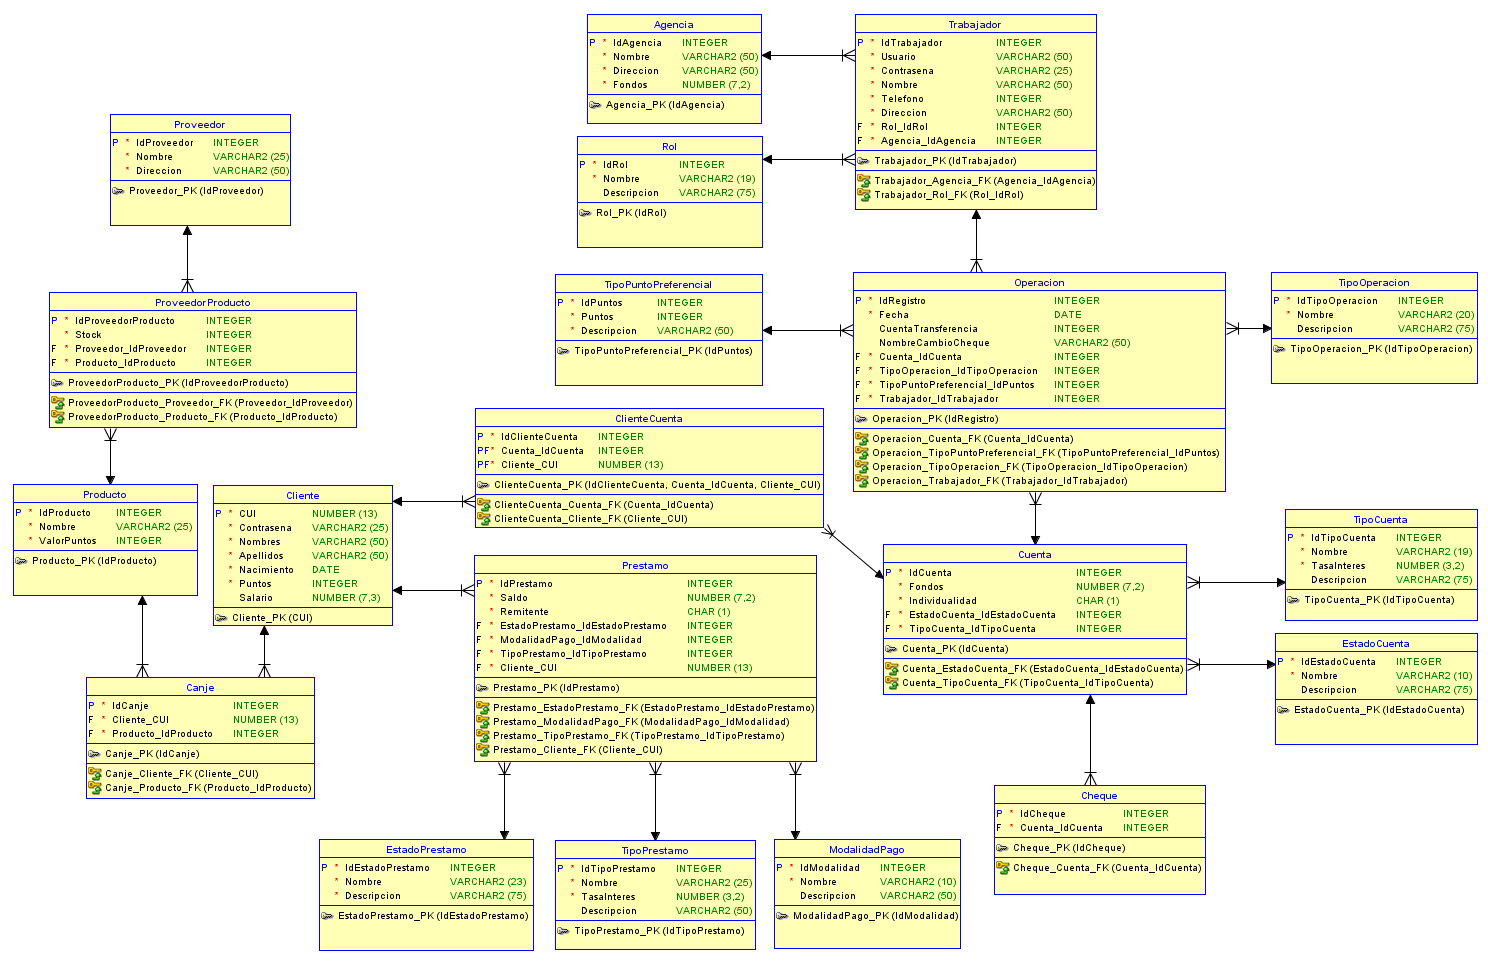 Agencia
P * IdAgencia INTEGER
* Nombre VARCHAR2 (50)
* Direccion VARCHAR2 (50)
* Fondos NUMBER (7,2)
Agencia_PK (IdAgencia)
Trabajador
P * IdTrabajador INTEGER
* Usuario VARCHAR2 (50)
* Contrasena VARCHAR2 (25)
* Nombre VARCHAR2 (50)
* Telefono INTEGER
* Direccion VARCHAR2 (50)
F * Rol_IdRol INTEGER
F * Agencia_IdAgencia INTEGER
Trabajador_PK (IdTrabajador)
Trabajador_Agencia_FK (Agencia_IdAgencia)
Trabajador_Rol_FK (Rol_IdRol)
Proveedor
P * IdProveedor INTEGER
* Nombre VARCHAR2 (25)
* Direccion VARCHAR2 (50)
Proveedor_PK (IdProveedor)
Rol
P * IdRol INTEGER
* Nombre VARCHAR2 (19)
Descripcion VARCHAR2 (75)
Rol_PK (IdRol)
ProveedorProducto
P * IdProveedorProducto INTEGER
* Stock INTEGER
F * Proveedor_IdProveedor INTEGER
F * Producto_IdProducto INTEGER
ProveedorProducto_PK (IdProveedorProducto)
ProveedorProducto_Proveedor_FK (Proveedor_IdProveedor)
ProveedorProducto_Producto_FK (Producto_IdProducto)
TipoPuntoPreferencial
P * IdPuntos INTEGER
* Puntos INTEGER
* Descripcion VARCHAR2 (50)
TipoPuntoPreferencial_PK (IdPuntos)
Operacion
P * IdRegistro INTEGER
* Fecha DATE
CuentaTransferencia INTEGER
NombreCambioCheque VARCHAR2 (50)
F * Cuenta_IdCuenta INTEGER
F * TipoOperacion_IdTipoOperacion INTEGER
F * TipoPuntoPreferencial_IdPuntos INTEGER
F * Trabajador_IdTrabajador INTEGER
Operacion_PK (IdRegistro)
Operacion_Cuenta_FK (Cuenta_IdCuenta)
Operacion_TipoPuntoPreferencial_FK (TipoPuntoPreferencial_IdPuntos)
Operacion_TipoOperacion_FK (TipoOperacion_IdTipoOperacion)
Operacion_Trabajador_FK (Trabajador_IdTrabajador)
TipoOperacion
P * IdTipoOperacion INTEGER
* Nombre VARCHAR2 (20)
Descripcion VARCHAR2 (75)
TipoOperacion_PK (IdTipoOperacion)
ClienteCuenta
P * IdClienteCuenta INTEGER
PF* Cuenta_IdCuenta INTEGER
PF* Cliente_CUI NUMBER (13)
ClienteCuenta_PK (IdClienteCuenta, Cuenta_IdCuenta, Cliente_CUI)
ClienteCuenta_Cuenta_FK (Cuenta_IdCuenta)
ClienteCuenta_Cliente_FK (Cliente_CUI)
Producto
P * IdProducto INTEGER
* Nombre VARCHAR2 (25)
* ValorPuntos INTEGER
Producto_PK (IdProducto)
Cliente
P * CUI NUMBER (13)
* Contrasena VARCHAR2 (25)
* Nombres VARCHAR2 (50)
* Apellidos VARCHAR2 (50)
* Nacimiento DATE
* Puntos INTEGER
Salario NUMBER (7,3)
Cliente_PK (CUI)
Prestamo
P * IdPrestamo INTEGER
* Saldo NUMBER (7,2)
* Remitente CHAR (1)
F * EstadoPrestamo_IdEstadoPrestamo INTEGER
F * ModalidadPago_IdModalidad INTEGER
F * TipoPrestamo_IdTipoPrestamo INTEGER
F * Cliente_CUI NUMBER (13)
Prestamo_PK (IdPrestamo)
Prestamo_EstadoPrestamo_FK (EstadoPrestamo_IdEstadoPrestamo)
Prestamo_ModalidadPago_FK (ModalidadPago_IdModalidad)
Prestamo_TipoPrestamo_FK (TipoPrestamo_IdTipoPrestamo)
Prestamo_Cliente_FK (Cliente_CUI)
Cuenta
P * IdCuenta INTEGER
* Fondos NUMBER (7,2)
* Individualidad CHAR (1)
F * EstadoCuenta_IdEstadoCuenta INTEGER
F * TipoCuenta_IdTipoCuenta INTEGER
Cuenta_PK (IdCuenta)
Cuenta_EstadoCuenta_FK (EstadoCuenta_IdEstadoCuenta)
Cuenta_TipoCuenta_FK (TipoCuenta_IdTipoCuenta)
TipoCuenta
P * IdTipoCuenta INTEGER
* Nombre VARCHAR2 (19)
* TasaInteres NUMBER (3,2)
Descripcion VARCHAR2 (75)
TipoCuenta_PK (IdTipoCuenta)
EstadoCuenta
P * IdEstadoCuenta INTEGER
* Nombre VARCHAR2 (10)
Descripcion VARCHAR2 (75)
EstadoCuenta_PK (IdEstadoCuenta)
Canje
P * IdCanje INTEGER
F * Cliente_CUI NUMBER (13)
F * Producto_IdProducto INTEGER
Canje_PK (IdCanje)
Canje_Cliente_FK (Cliente_CUI)
Canje_Producto_FK (Producto_IdProducto)
Cheque
P * IdCheque INTEGER
F * Cuenta_IdCuenta INTEGER
Cheque_PK (IdCheque)
Cheque_Cuenta_FK (Cuenta_IdCuenta)
EstadoPrestamo
P * IdEstadoPrestamo INTEGER
* Nombre VARCHAR2 (23)
* Descripcion VARCHAR2 (75)
EstadoPrestamo_PK (IdEstadoPrestamo)
TipoPrestamo
P * IdTipoPrestamo INTEGER
* Nombre VARCHAR2 (25)
* TasaInteres NUMBER (3,2)
Descripcion VARCHAR2 (50)
TipoPrestamo_PK (IdTipoPrestamo)
ModalidadPago
P * IdModalidad INTEGER
* Nombre VARCHAR2 (10)
Descripcion VARCHAR2 (50)
ModalidadPago_PK (IdModalidad)